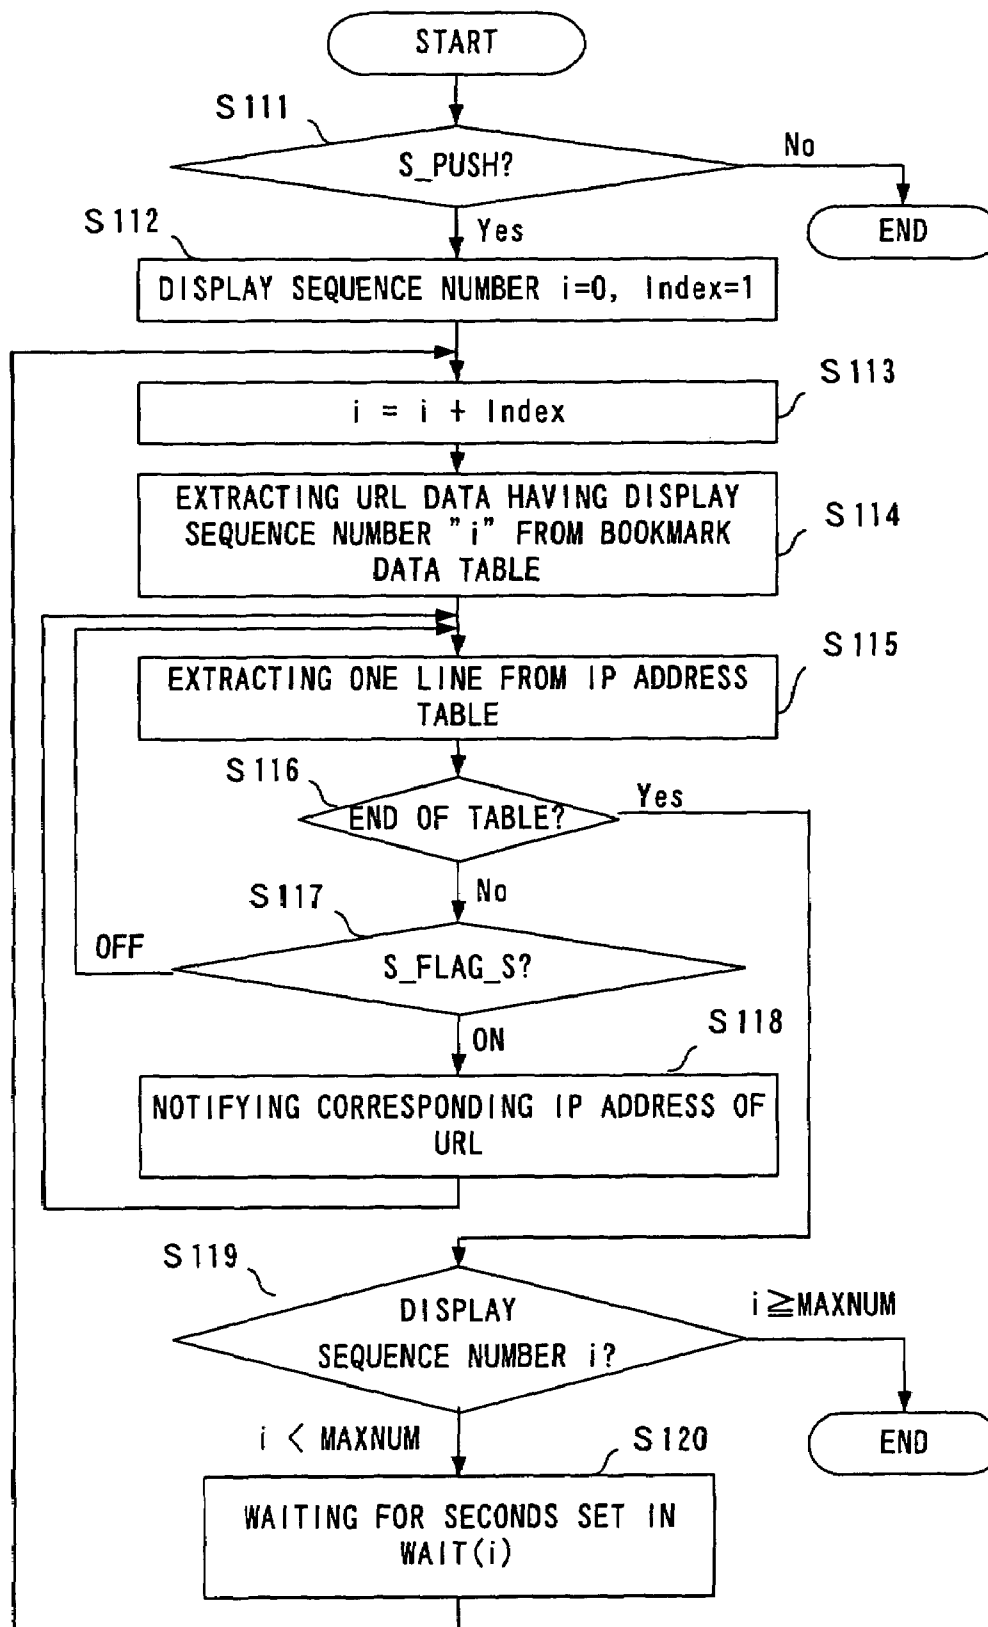 START
S111
S_PUSH?
No
END
Yes
S112
DISPLAY SEQUENCE NUMBER i=0, Index=1
S113
i = i + Index
EXTRACTING URL DATA HAVING DISPLAY
SEQUENCE NUMBER "i" FROM BOOKMARK
DATA TABLE
S114
S115
EXTRACTING ONE LINE FROM IP ADDRESS
TABLE
S116
END OF TABLE?
Yes
No
S117
OFF
S_FLAG_S?
ON
S118
NOTIFYING CORRESPONDING IP ADDRESS OF
URL
S119
DISPLAY
SEQUENCE NUMBER i?
i≧MAXNUM
END
i < MAXNUM
S120
WAITING FOR SECONDS SET IN
WAIT(i)